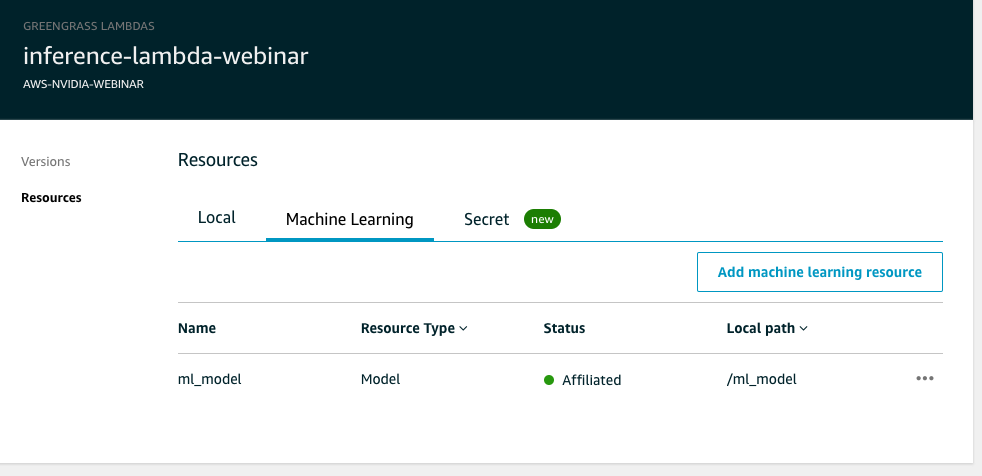 GREENGRASS LAMBDAS
inference-lambda-webinar
AWS-NVIDIA-WEBINAR
Versions
Resources
Resources
Local Machine Learning Secret new
Add machine learning resource
Name Resource Type Status Local path
ml_model Model Affiliated /ml_model